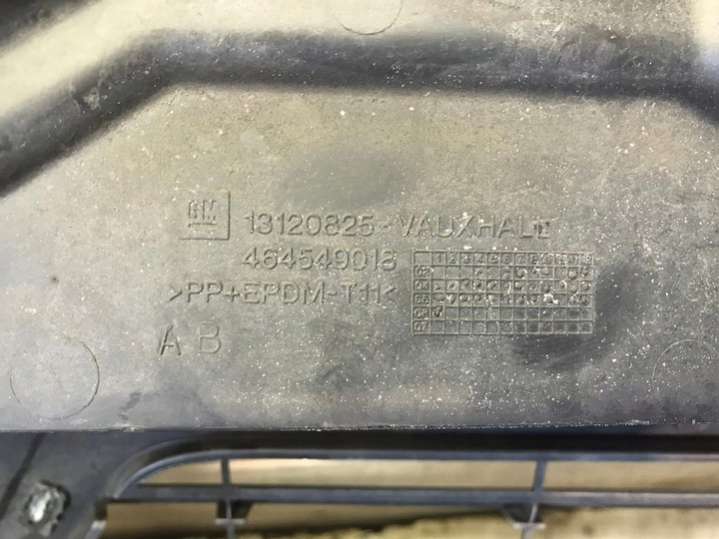 GM 13120825-VAUXHALL
464549018
>PP+EPDM-T11<
A B